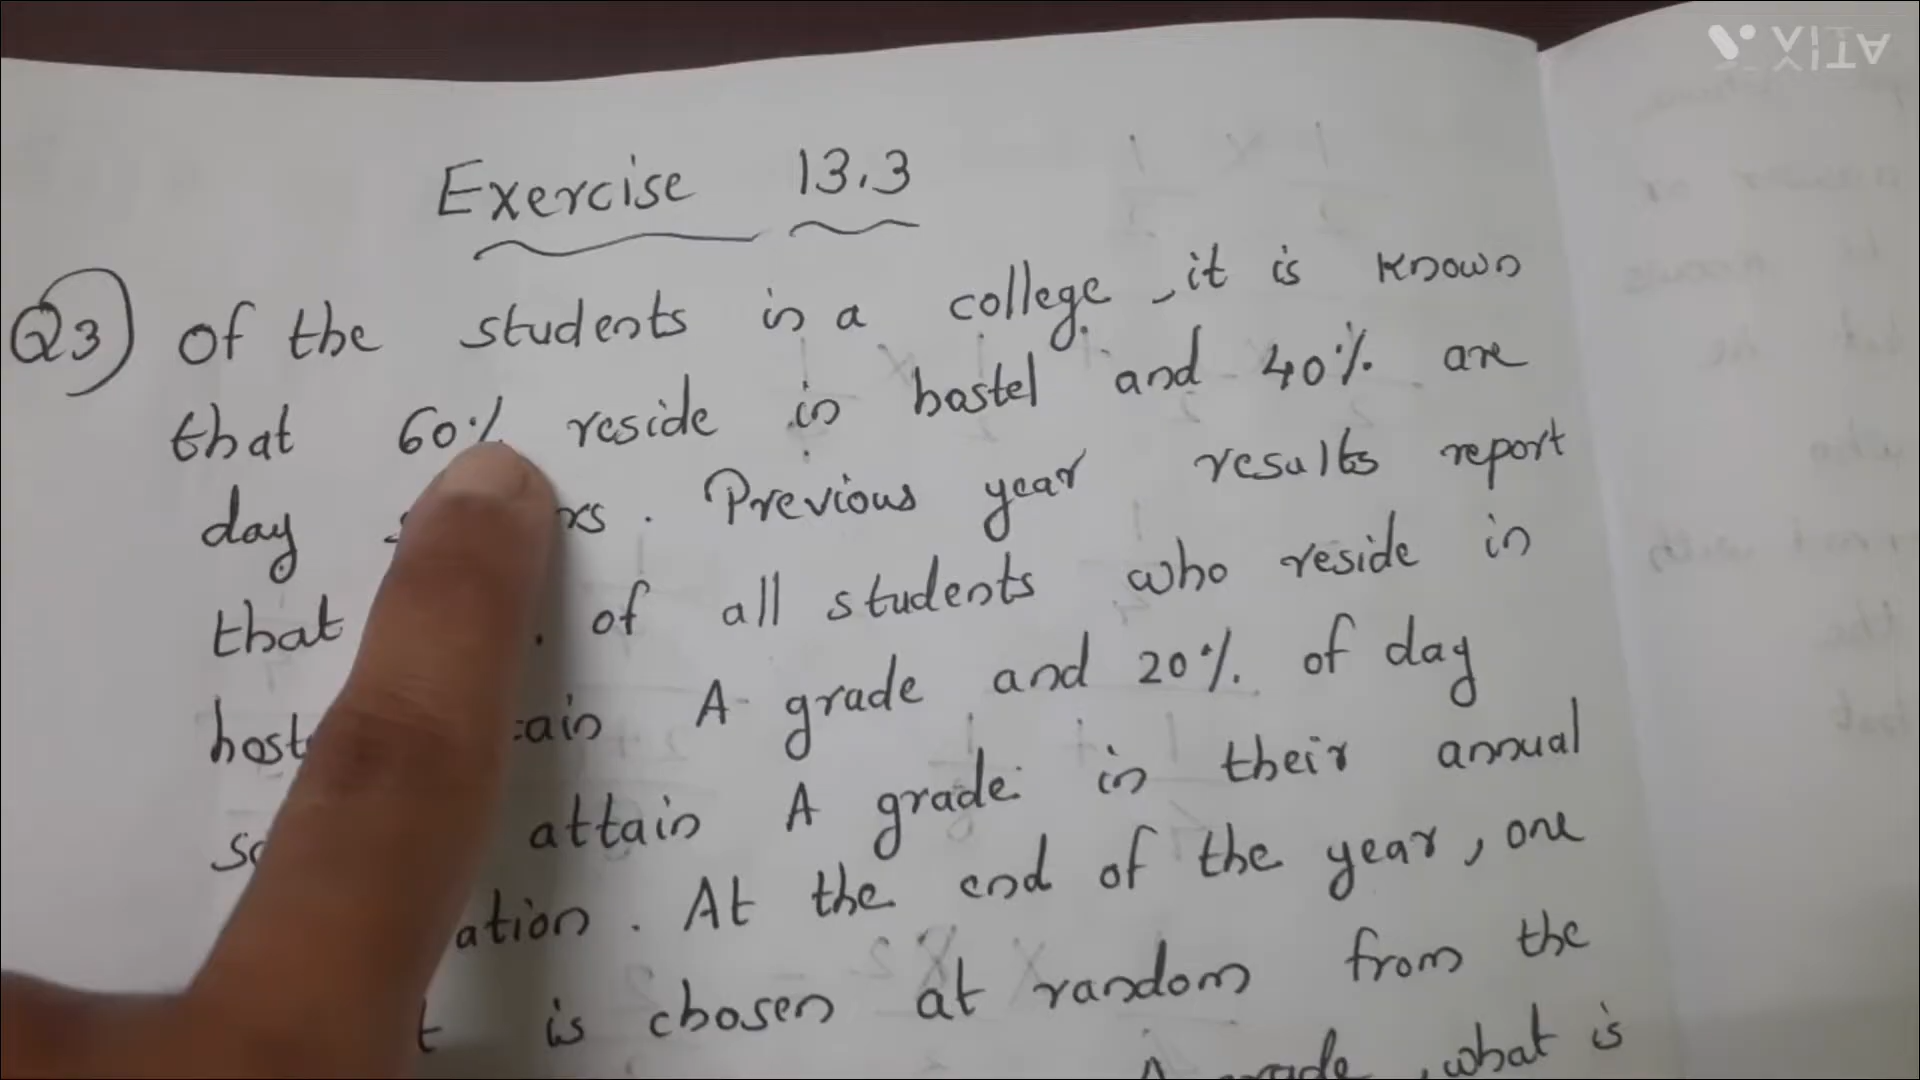 VITA
Exercise 13.3
Q3) Of the students in a college, it is known
that 60% reside in hostel and 40% are
day rs. Previous year results report
that of all students who reside in
host A grade and 20% of day
attain A grade in their annual
ation. At the end of the year, one
is chosen at random from the
A grade, what is